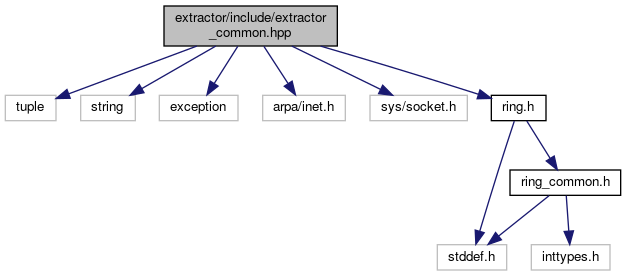 extractor/include/extractor
_common.hpp
tuple
string
exception
arpa/inet.h
sys/socket.h
ring.h
ring_common.h
stddef.h
inttypes.h